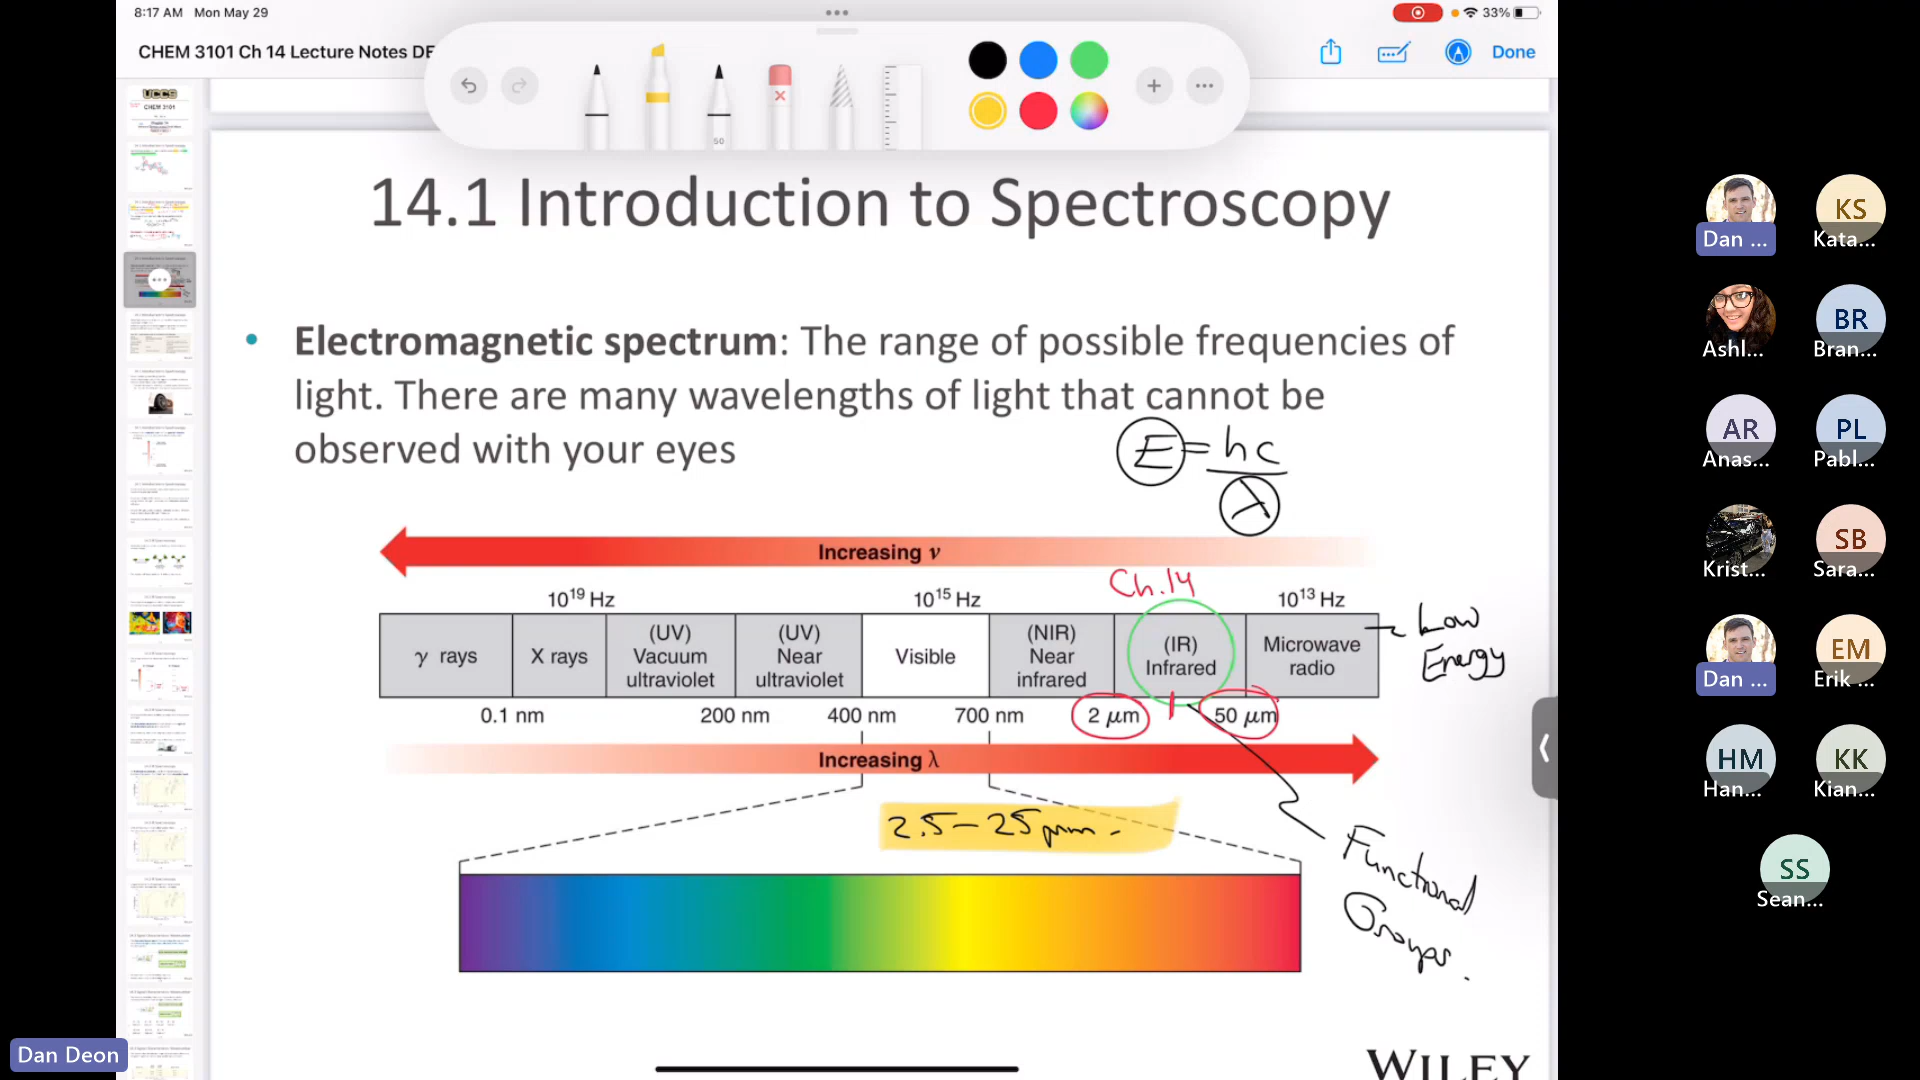 8:17 AM Mon May 29
33%
CHEM 3101 Ch 14 Lecture Notes DE
50
Done
UCCS
CHEM 3101
14.1 Introduction to Spectroscopy
• Electromagnetic spectrum: The range of possible frequencies of
light. There are many wavelengths of light that cannot be
observed with your eyes
E = hc
λ
Increasing ν
Ch. 14
10¹⁹ Hz 10¹⁵ Hz 10¹³ Hz
γ rays
X rays
(UV)
Vacuum
ultraviolet
(UV)
Near
ultraviolet
Visible
(NIR)
Near
infrared
(IR)
Infrared
Microwave
radio
Low
Energy
0.1 nm 200 nm 400 nm 700 nm 2 μm 50 μm
Increasing λ
2.5 – 25 μm.
Functional
Groups.
WILEY
Dan ...
KS
Kata...
Ashl...
BR
Bran...
AR
Anas...
PL
Pabl...
Krist...
SB
Sara...
Dan ...
EM
Erik ...
HM
Han...
KK
Kian...
SS
Sean...
Dan Deon